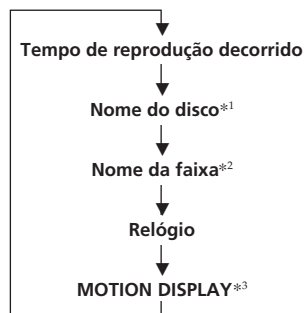 Tempo de reprodução decorrido
Nome do disco*1
Nome da faixa*2
Relógio
MOTION DISPLAY*3